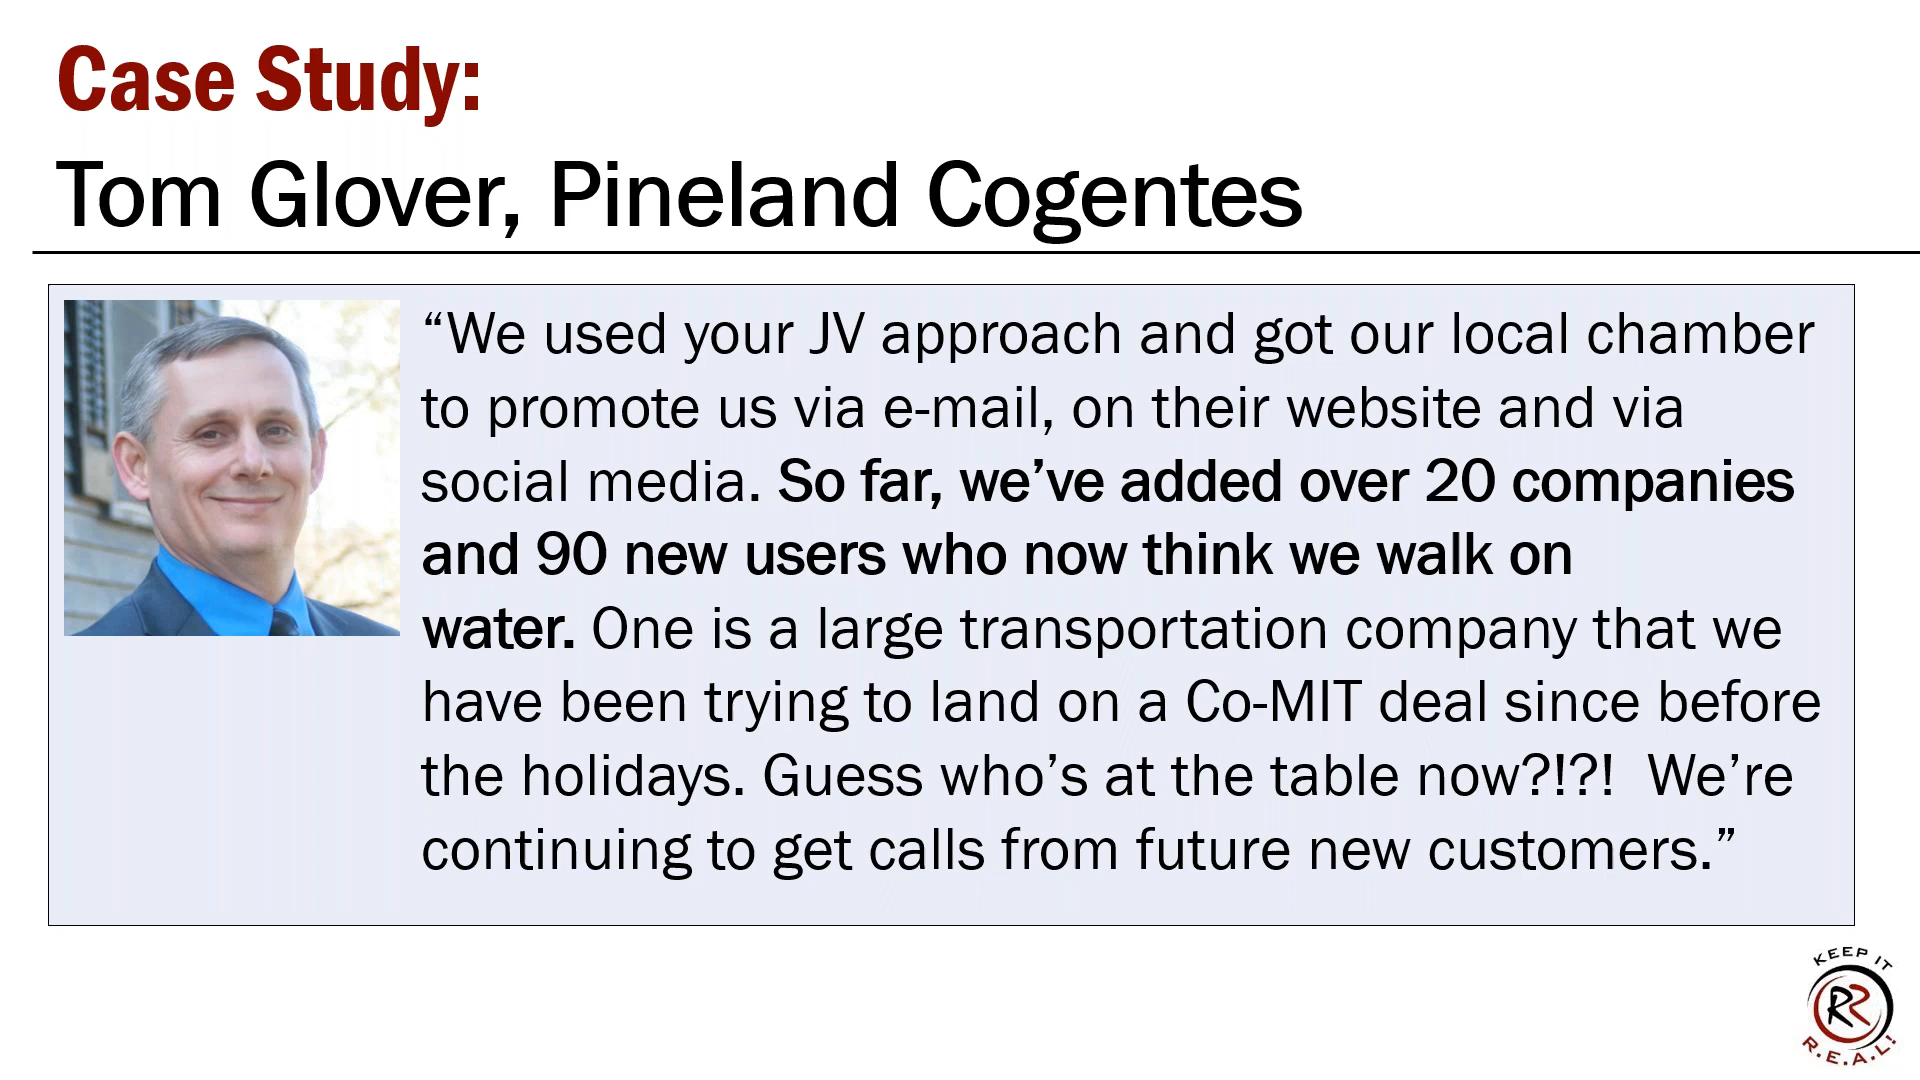 Case Study:
Tom Glover, Pineland Cogentes
“We used your JV approach and got our local chamber
to promote us via e-mail, on their website and via
social media. So far, we’ve added over 20 companies
and 90 new users who now think we walk on
water. One is a large transportation company that we
have been trying to land on a Co-MIT deal since before
the holidays. Guess who’s at the table now?!?!  We’re
continuing to get calls from future new customers.”
KEEP IT
RR
R.E.A.L!